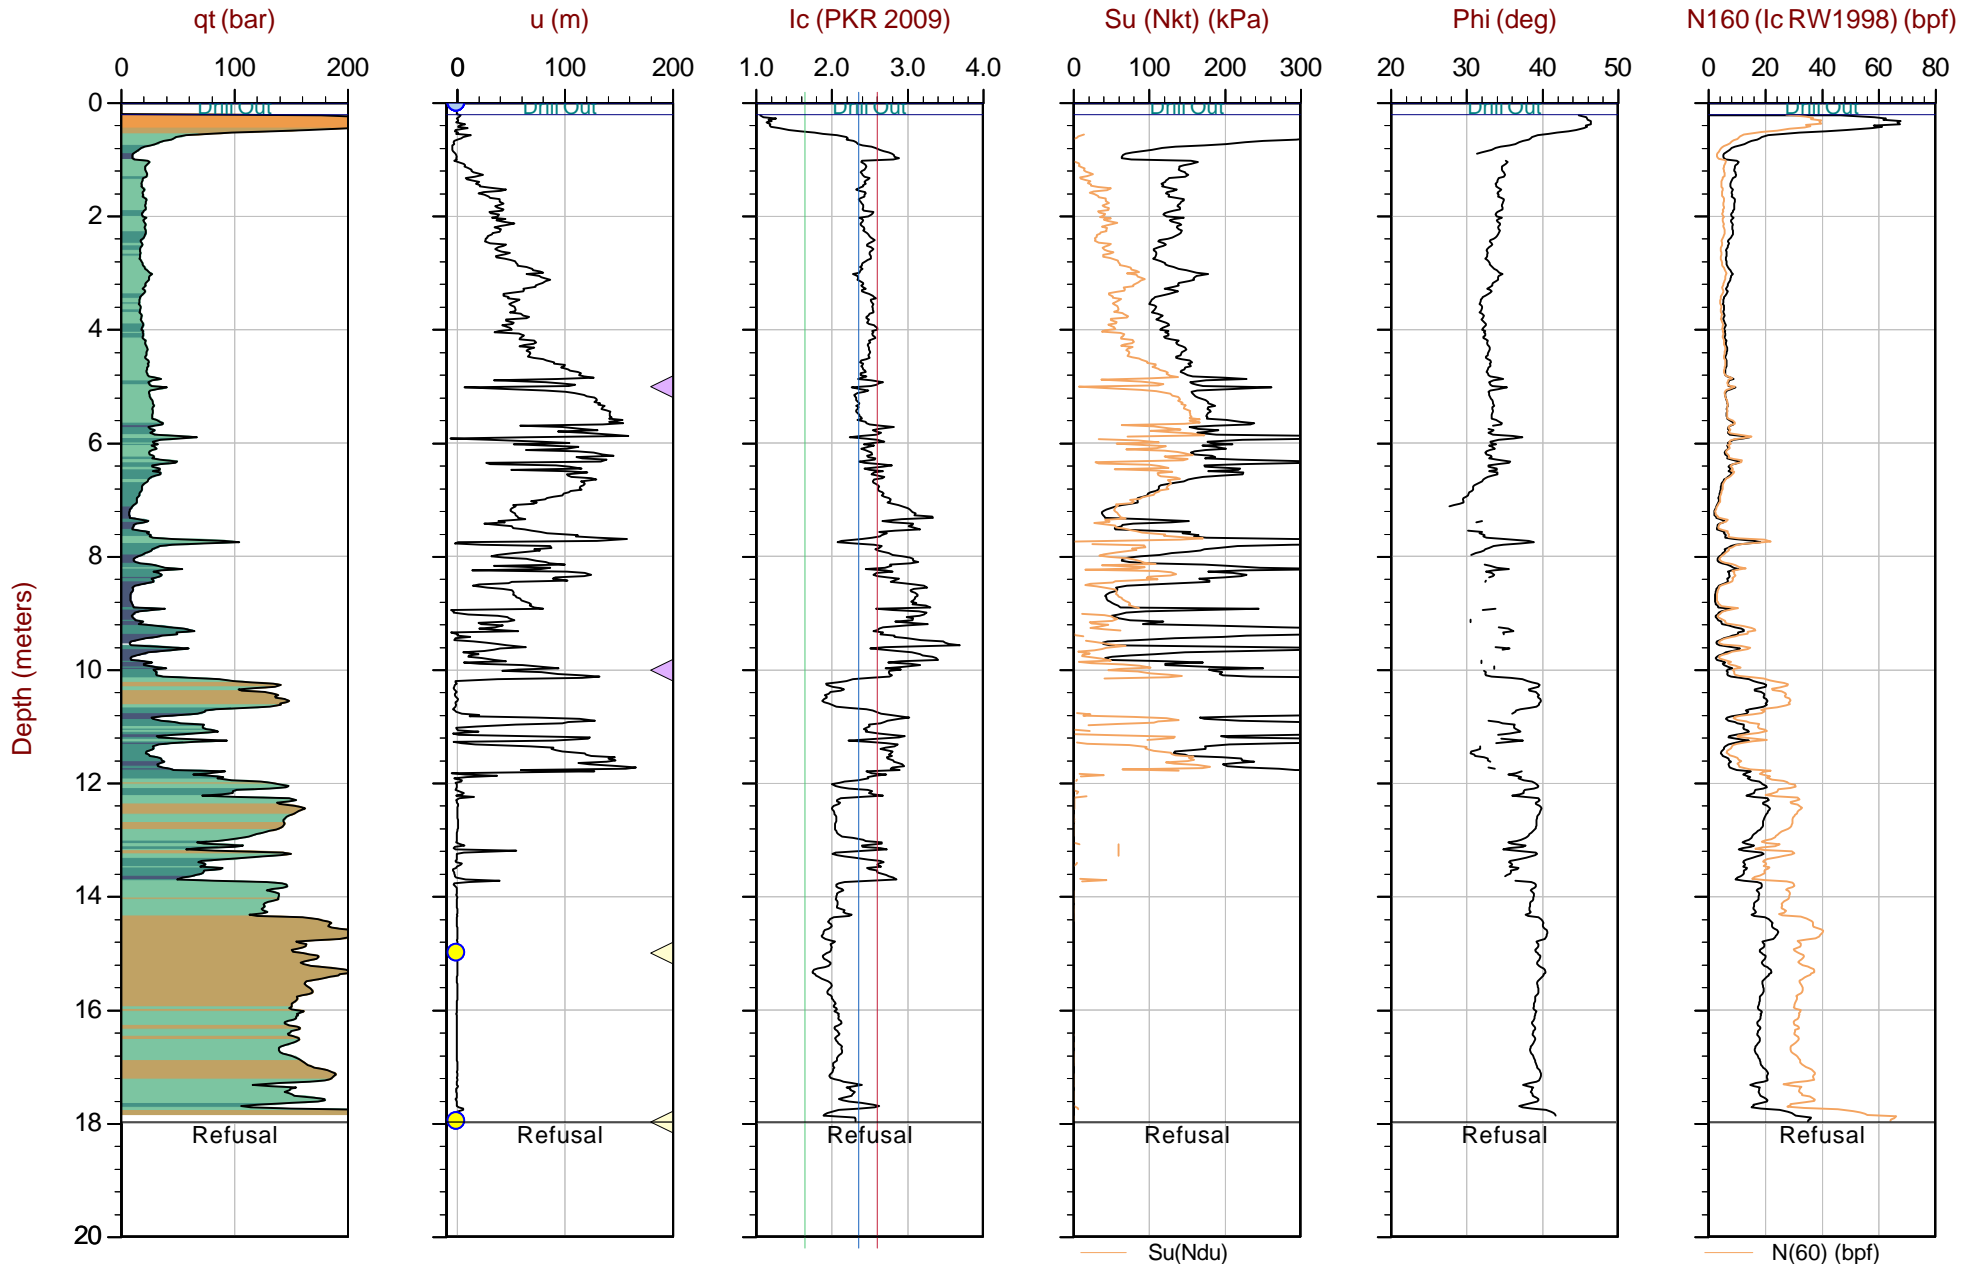 qt (bar) u (m) Ic (PKR 2009) Su (Nkt) (kPa) Phi (deg) N160 (Ic RW1998) (bpf)
0 100 200 0 100 200 1.0 2.0 3.0 4.0 0 100 200 300 20 30 40 50 0 20 40 60 80
0 Drill Out Drill Out Drill Out Drill Out Drill Out Drill Out
2
4
6
8
10
12
14
16
18
20
Depth (meters)
Refusal Refusal Refusal Refusal Refusal Refusal
Su(Ndu) N(60) (bpf)